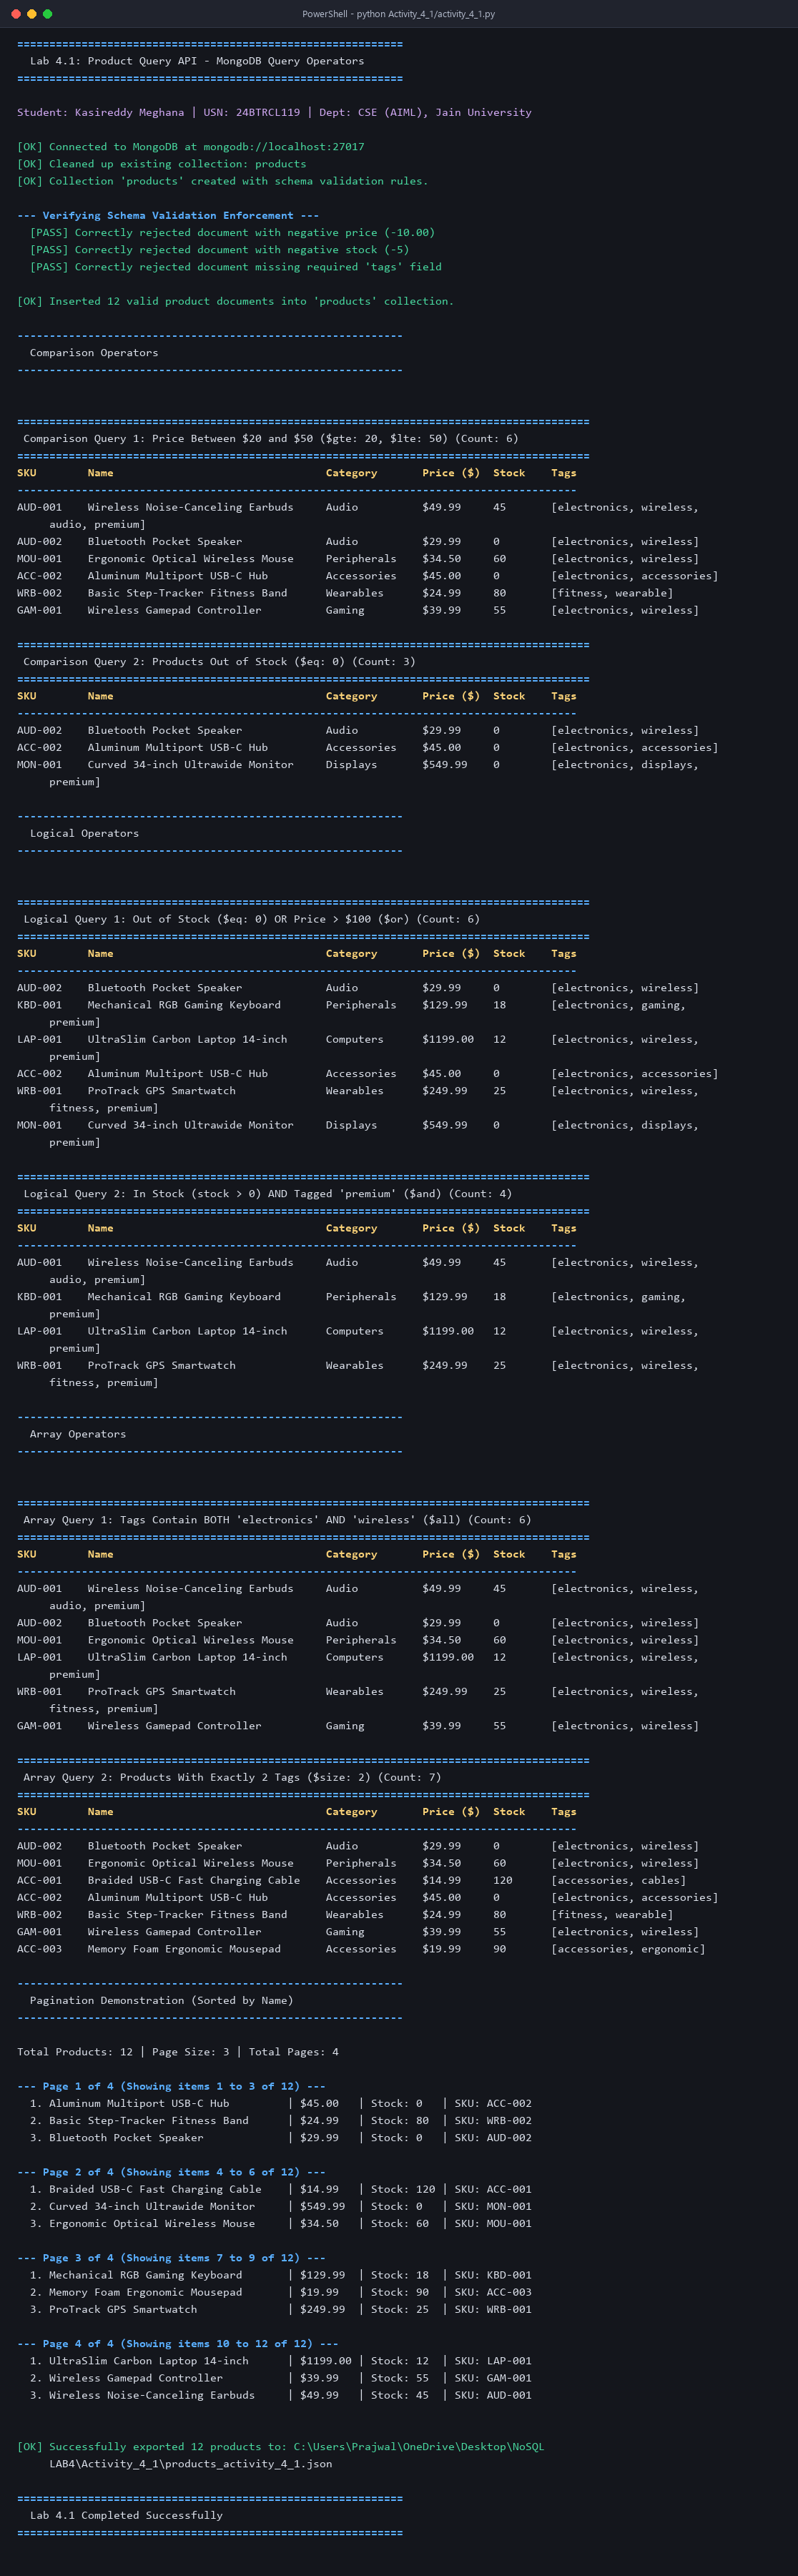 PowerShell - python Activity_4_1/activity_4_1.py
============================================================
  Lab 4.1: Product Query API - MongoDB Query Operators
============================================================

Student: Kasireddy Meghana | USN: 24BTRCL119 | Dept: CSE (AIML), Jain University

[OK] Connected to MongoDB at mongodb://localhost:27017
[OK] Cleaned up existing collection: products
[OK] Collection 'products' created with schema validation rules.

--- Verifying Schema Validation Enforcement ---
  [PASS] Correctly rejected document with negative price (-10.00)
  [PASS] Correctly rejected document with negative stock (-5)
  [PASS] Correctly rejected document missing required 'tags' field

[OK] Inserted 12 valid product documents into 'products' collection.

------------------------------------------------------------
  Comparison Operators
------------------------------------------------------------

=========================================================================================
 Comparison Query 1: Price Between $20 and $50 ($gte: 20, $lte: 50) (Count: 6)
=========================================================================================
SKU        Name                                 Category       Price ($)  Stock    Tags
---------------------------------------------------------------------------------------
AUD-001    Wireless Noise-Canceling Earbuds     Audio          $49.99     45       [electronics, wireless,
     audio, premium]
AUD-002    Bluetooth Pocket Speaker             Audio          $29.99     0        [electronics, wireless]
MOU-001    Ergonomic Optical Wireless Mouse     Peripherals    $34.50     60       [electronics, wireless]
ACC-002    Aluminum Multiport USB-C Hub         Accessories    $45.00     0        [electronics, accessories]
WRB-002    Basic Step-Tracker Fitness Band      Wearables      $24.99     80       [fitness, wearable]
GAM-001    Wireless Gamepad Controller          Gaming         $39.99     55       [electronics, wireless]

=========================================================================================
 Comparison Query 2: Products Out of Stock ($eq: 0) (Count: 3)
=========================================================================================
SKU        Name                                 Category       Price ($)  Stock    Tags
---------------------------------------------------------------------------------------
AUD-002    Bluetooth Pocket Speaker             Audio          $29.99     0        [electronics, wireless]
ACC-002    Aluminum Multiport USB-C Hub         Accessories    $45.00     0        [electronics, accessories]
MON-001    Curved 34-inch Ultrawide Monitor     Displays       $549.99    0        [electronics, displays,
     premium]

------------------------------------------------------------
  Logical Operators
------------------------------------------------------------

=========================================================================================
 Logical Query 1: Out of Stock ($eq: 0) OR Price > $100 ($or) (Count: 6)
=========================================================================================
SKU        Name                                 Category       Price ($)  Stock    Tags
---------------------------------------------------------------------------------------
AUD-002    Bluetooth Pocket Speaker             Audio          $29.99     0        [electronics, wireless]
KBD-001    Mechanical RGB Gaming Keyboard       Peripherals    $129.99    18       [electronics, gaming,
     premium]
LAP-001    UltraSlim Carbon Laptop 14-inch      Computers      $1199.00   12       [electronics, wireless,
     premium]
ACC-002    Aluminum Multiport USB-C Hub         Accessories    $45.00     0        [electronics, accessories]
WRB-001    ProTrack GPS Smartwatch              Wearables      $249.99    25       [electronics, wireless,
     fitness, premium]
MON-001    Curved 34-inch Ultrawide Monitor     Displays       $549.99    0        [electronics, displays,
     premium]

=========================================================================================
 Logical Query 2: In Stock (stock > 0) AND Tagged 'premium' ($and) (Count: 4)
=========================================================================================
SKU        Name                                 Category       Price ($)  Stock    Tags
---------------------------------------------------------------------------------------
AUD-001    Wireless Noise-Canceling Earbuds     Audio          $49.99     45       [electronics, wireless,
     audio, premium]
KBD-001    Mechanical RGB Gaming Keyboard       Peripherals    $129.99    18       [electronics, gaming,
     premium]
LAP-001    UltraSlim Carbon Laptop 14-inch      Computers      $1199.00   12       [electronics, wireless,
     premium]
WRB-001    ProTrack GPS Smartwatch              Wearables      $249.99    25       [electronics, wireless,
     fitness, premium]

------------------------------------------------------------
  Array Operators
------------------------------------------------------------

=========================================================================================
 Array Query 1: Tags Contain BOTH 'electronics' AND 'wireless' ($all) (Count: 6)
=========================================================================================
SKU        Name                                 Category       Price ($)  Stock    Tags
---------------------------------------------------------------------------------------
AUD-001    Wireless Noise-Canceling Earbuds     Audio          $49.99     45       [electronics, wireless,
     audio, premium]
AUD-002    Bluetooth Pocket Speaker             Audio          $29.99     0        [electronics, wireless]
MOU-001    Ergonomic Optical Wireless Mouse     Peripherals    $34.50     60       [electronics, wireless]
LAP-001    UltraSlim Carbon Laptop 14-inch      Computers      $1199.00   12       [electronics, wireless,
     premium]
WRB-001    ProTrack GPS Smartwatch              Wearables      $249.99    25       [electronics, wireless,
     fitness, premium]
GAM-001    Wireless Gamepad Controller          Gaming         $39.99     55       [electronics, wireless]

=========================================================================================
 Array Query 2: Products With Exactly 2 Tags ($size: 2) (Count: 7)
=========================================================================================
SKU        Name                                 Category       Price ($)  Stock    Tags
---------------------------------------------------------------------------------------
AUD-002    Bluetooth Pocket Speaker             Audio          $29.99     0        [electronics, wireless]
MOU-001    Ergonomic Optical Wireless Mouse     Peripherals    $34.50     60       [electronics, wireless]
ACC-001    Braided USB-C Fast Charging Cable    Accessories    $14.99     120      [accessories, cables]
ACC-002    Aluminum Multiport USB-C Hub         Accessories    $45.00     0        [electronics, accessories]
WRB-002    Basic Step-Tracker Fitness Band      Wearables      $24.99     80       [fitness, wearable]
GAM-001    Wireless Gamepad Controller          Gaming         $39.99     55       [electronics, wireless]
ACC-003    Memory Foam Ergonomic Mousepad       Accessories    $19.99     90       [accessories, ergonomic]

------------------------------------------------------------
  Pagination Demonstration (Sorted by Name)
------------------------------------------------------------

Total Products: 12 | Page Size: 3 | Total Pages: 4

--- Page 1 of 4 (Showing items 1 to 3 of 12) ---
  1. Aluminum Multiport USB-C Hub         | $45.00   | Stock: 0   | SKU: ACC-002
  2. Basic Step-Tracker Fitness Band      | $24.99   | Stock: 80  | SKU: WRB-002
  3. Bluetooth Pocket Speaker             | $29.99   | Stock: 0   | SKU: AUD-002

--- Page 2 of 4 (Showing items 4 to 6 of 12) ---
  1. Braided USB-C Fast Charging Cable    | $14.99   | Stock: 120 | SKU: ACC-001
  2. Curved 34-inch Ultrawide Monitor     | $549.99  | Stock: 0   | SKU: MON-001
  3. Ergonomic Optical Wireless Mouse     | $34.50   | Stock: 60  | SKU: MOU-001

--- Page 3 of 4 (Showing items 7 to 9 of 12) ---
  1. Mechanical RGB Gaming Keyboard       | $129.99  | Stock: 18  | SKU: KBD-001
  2. Memory Foam Ergonomic Mousepad       | $19.99   | Stock: 90  | SKU: ACC-003
  3. ProTrack GPS Smartwatch              | $249.99  | Stock: 25  | SKU: WRB-001

--- Page 4 of 4 (Showing items 10 to 12 of 12) ---
  1. UltraSlim Carbon Laptop 14-inch      | $1199.00 | Stock: 12  | SKU: LAP-001
  2. Wireless Gamepad Controller          | $39.99   | Stock: 55  | SKU: GAM-001
  3. Wireless Noise-Canceling Earbuds     | $49.99   | Stock: 45  | SKU: AUD-001

[OK] Successfully exported 12 products to: C:\Users\Prajwal\OneDrive\Desktop\NoSQL
     LAB4\Activity_4_1\products_activity_4_1.json

============================================================
  Lab 4.1 Completed Successfully
============================================================